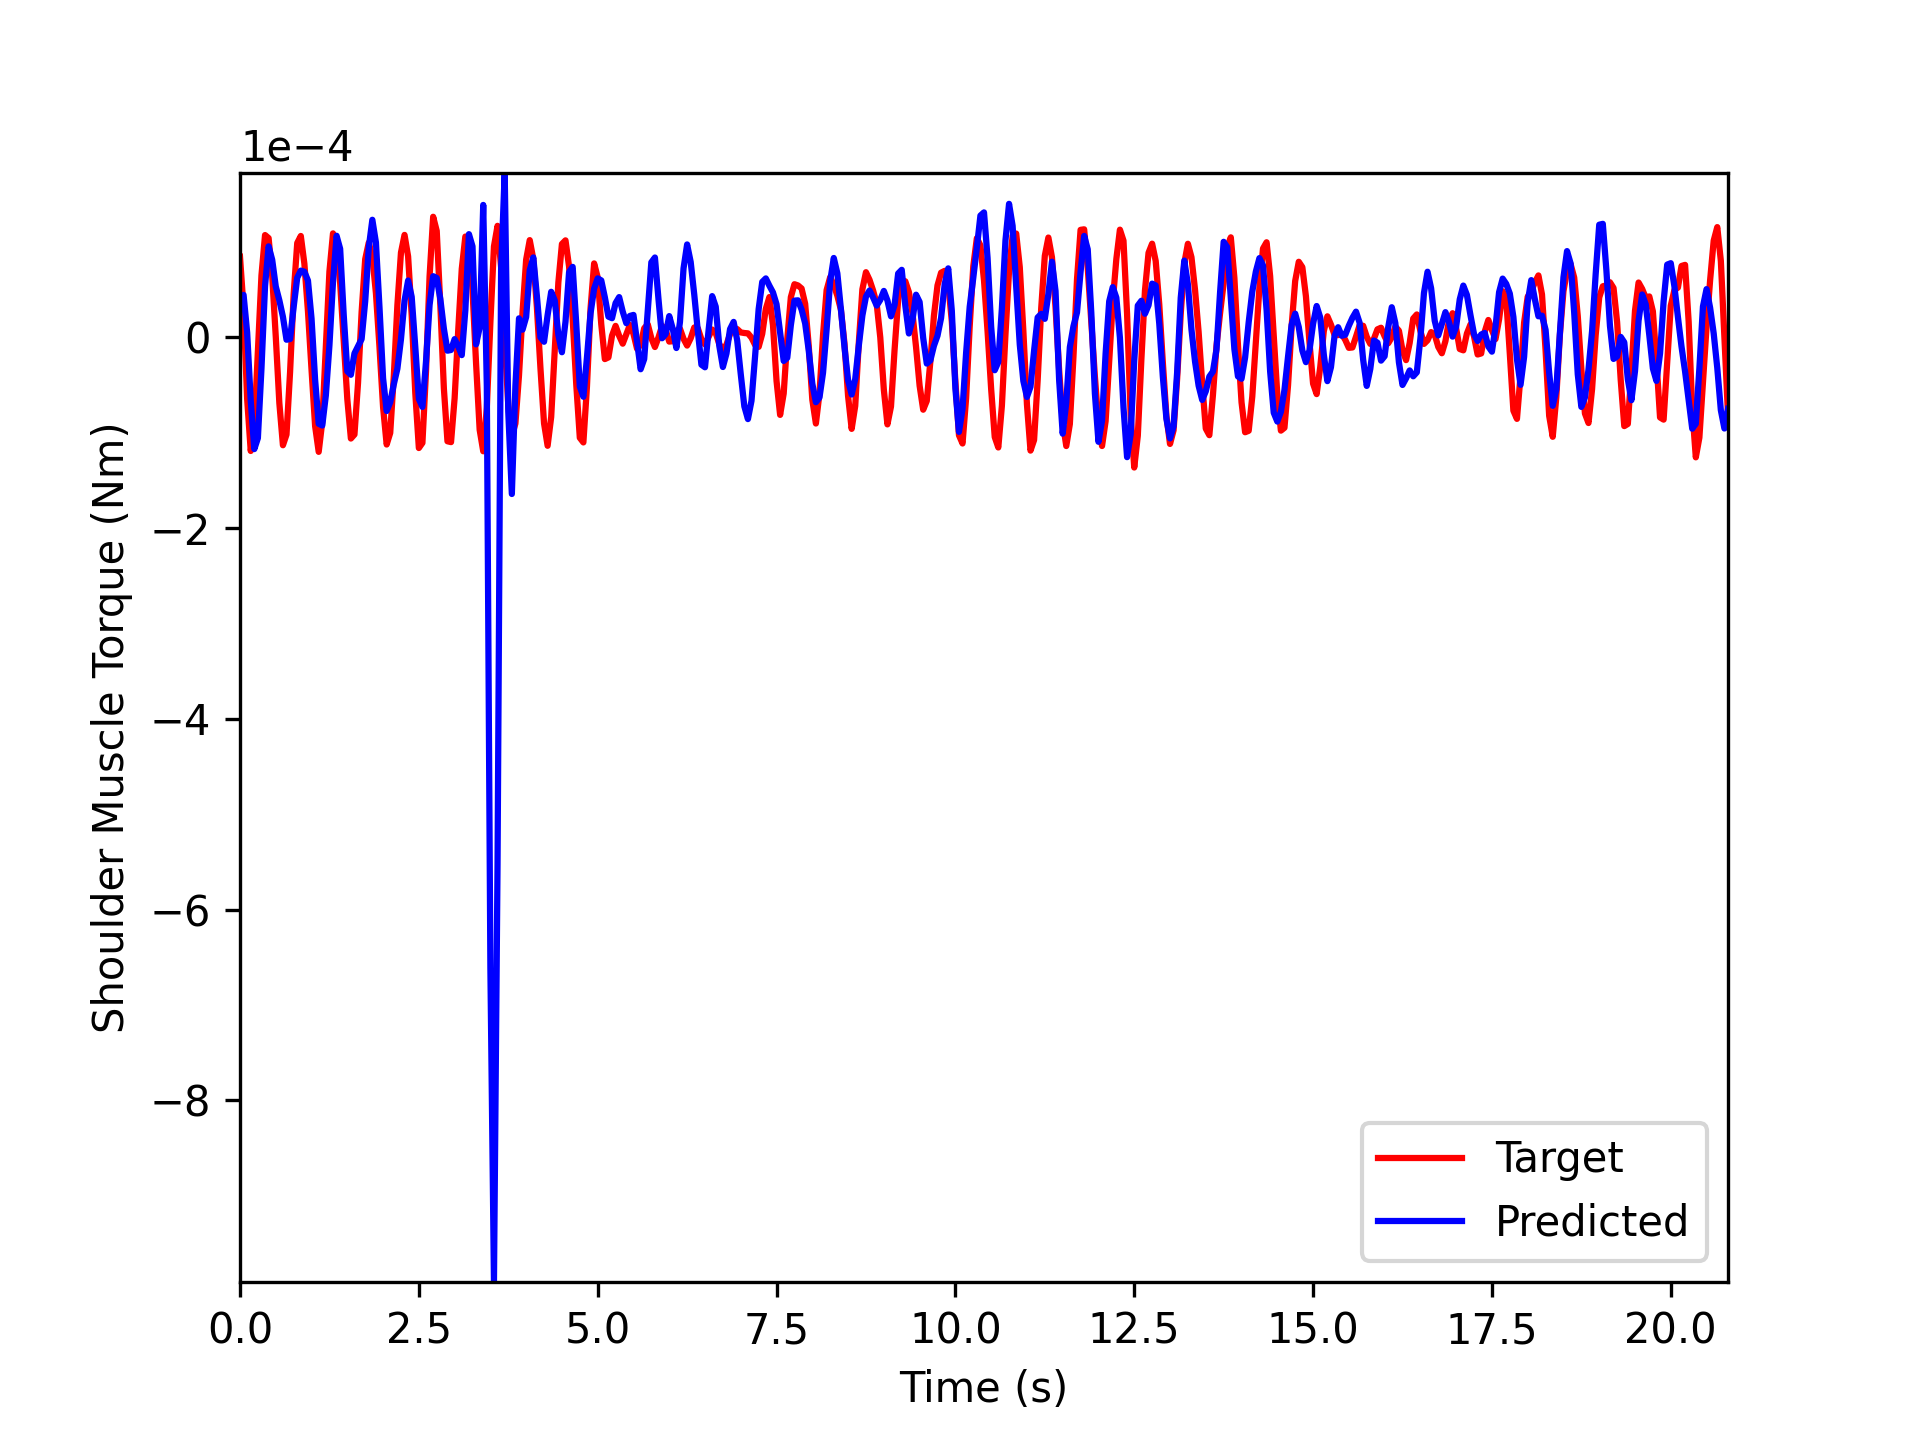 1e−4
0
−2
−4
−6
−8
Shoulder Muscle Torque (Nm)
Target
Predicted
0.0 2.5 5.0 7.5 10.0 12.5 15.0 17.5 20.0
Time (s)